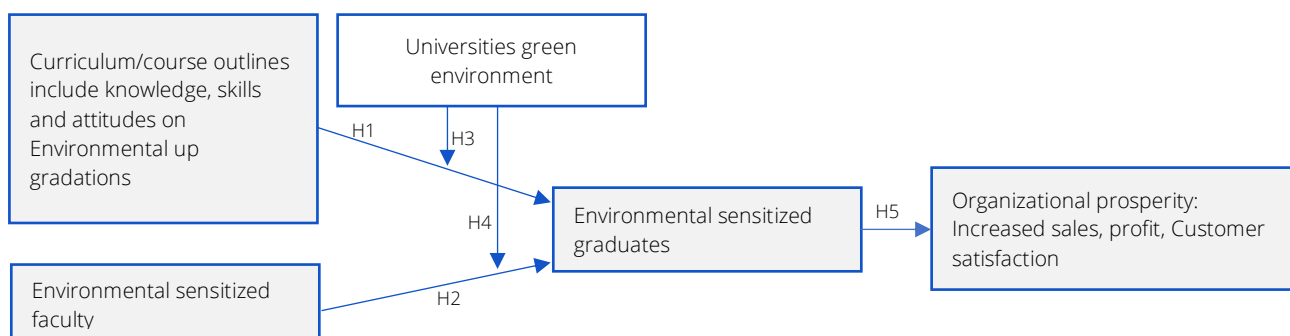 Curriculum/course outlines
include knowledge, skills
and attitudes on
Environmental up
gradations
Universities green
environment
H1
H3
H4
H2
Environmental sensitized
faculty
Environmental sensitized
graduates
H5
Organizational prosperity:
Increased sales, profit, Customer
satisfaction